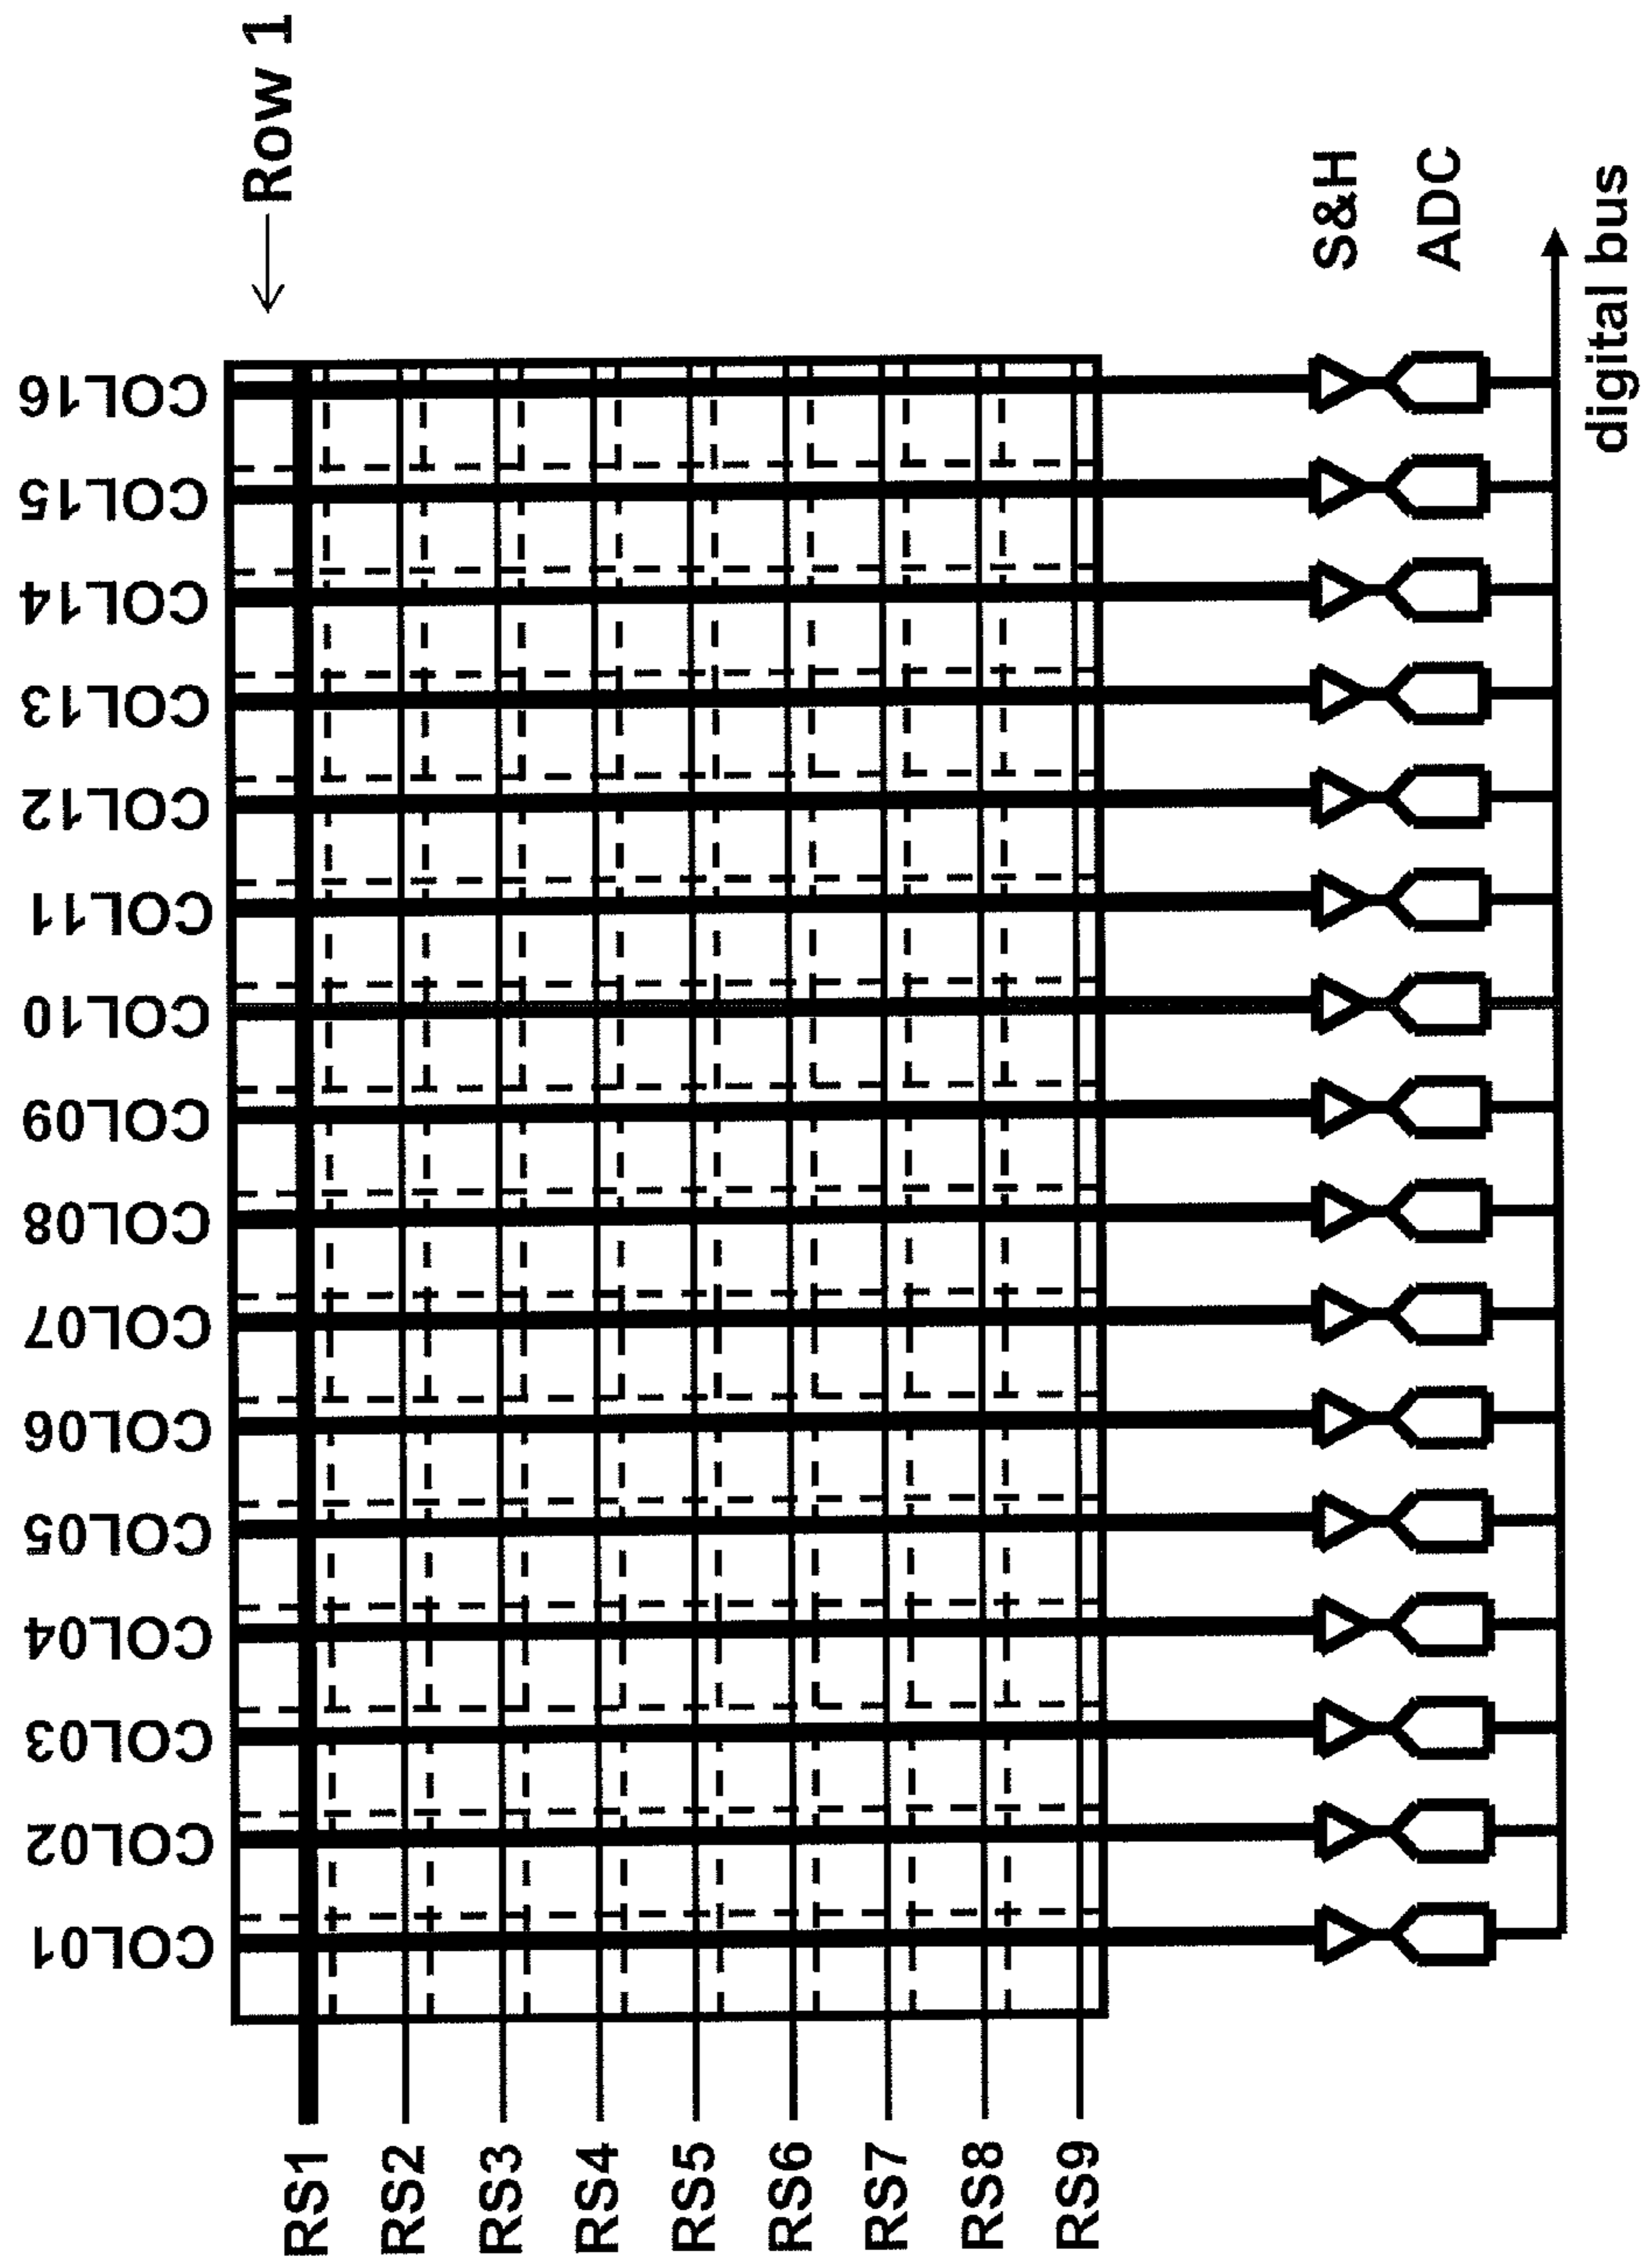 Row 1
COL01
COL02
COL03
COL04
COL05
COL06
COL07
COL08
COL09
COL10
COL11
COL12
COL13
COL14
COL15
COL16
RS1
RS2
RS3
RS4
RS5
RS6
RS7
RS8
RS9
S&H
ADC
digital bus